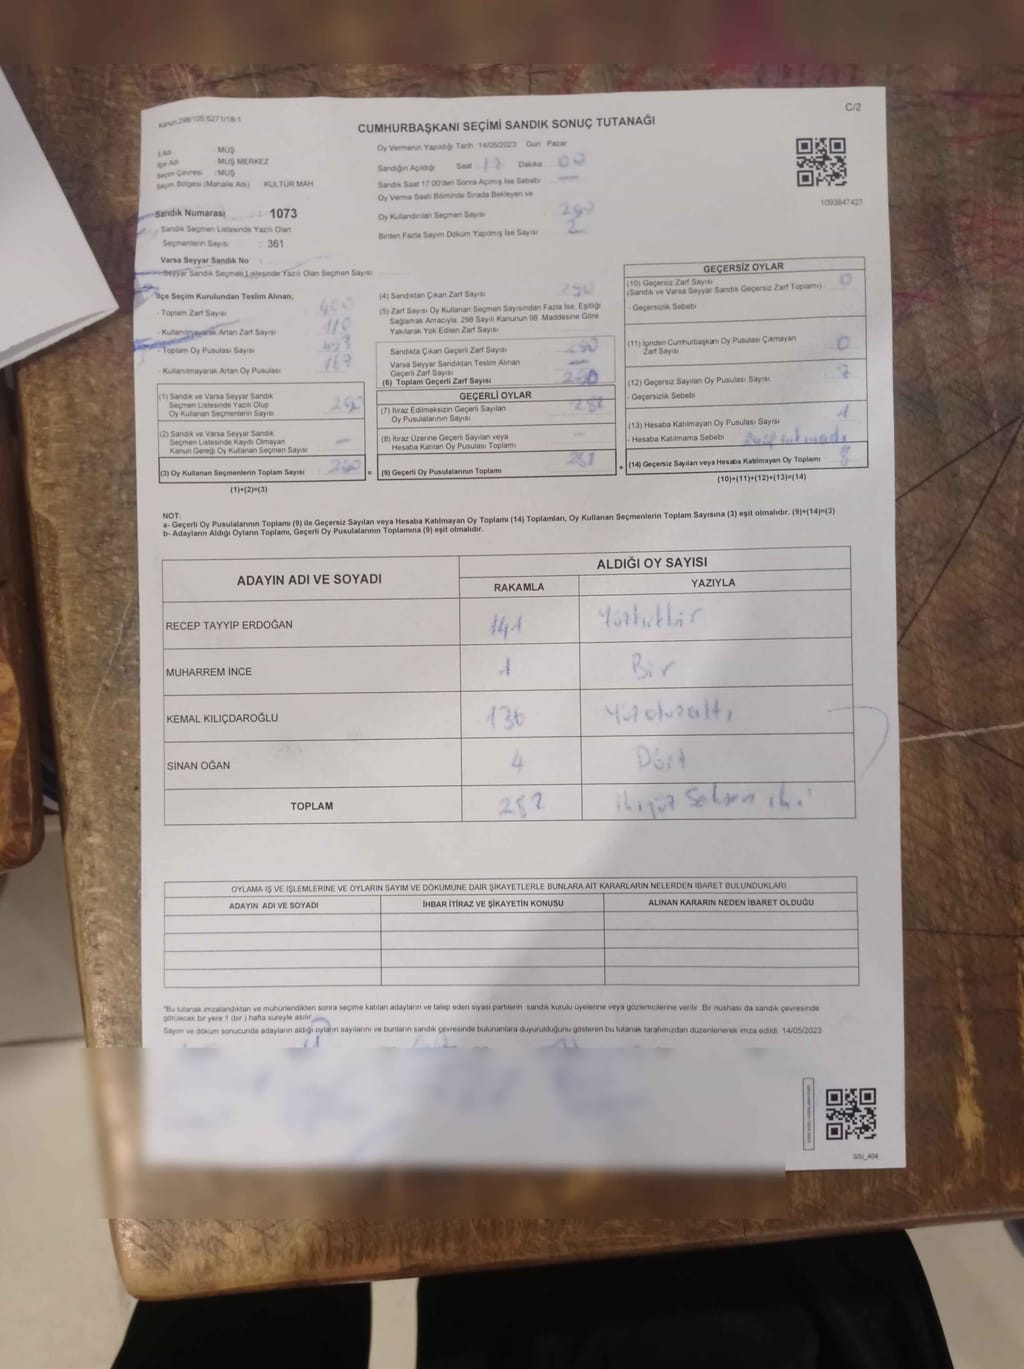 Kanun:298/105;6271/18-1
C/2
CUMHURBAŞKANI SEÇİMİ SANDIK SONUÇ TUTANAĞI
İl Adı MUŞ
İlçe Adı MUŞ MERKEZ
Seçim Çevresi : MUŞ
Seçim Bölgesi (Mahalle Adı) KÜLTÜR MAH
Sandık Numarası : 1073
Sandık Seçmen Listesinde Yazılı Olan
Seçmenlerin Sayısı : 361
Varsa Seyyar Sandık No :
Seyyar Sandık Seçmen Listesinde Yazılı Olan Seçmen Sayısı
Oy Vermenin Yapıldığı Tarih 14/05/2023 Gün Pazar
Sandığın Açıldığı Saat 17 Dakika 00
Sandık Saat 17:00'den Sonra Açılmış İse Sebebi —
Oy Verme Saati Bitiminde Sırada Bekleyen ve
Oy Kullandırılan Seçmen Sayısı
Birden Fazla Sayım Döküm Yapılmış İse Sayısı 2
1093847427
İlçe Seçim Kurulundan Teslim Alınan;
- Toplam Zarf Sayısı 400
- Kullanılmayarak Artan Zarf Sayısı 110
- Toplam Oy Pusulası Sayısı
- Kullanılmayarak Artan Oy Pusulası
(1) Sandık ve Varsa Seyyar Sandık
Seçmen Listesinde Yazılı Olup
Oy Kullanan Seçmenlerin Sayısı 290
(2) Sandık ve Varsa Seyyar Sandık
Seçmen Listesinde Kaydı Olmayan
Kanun Gereği Oy Kullanan Seçmen Sayısı —
(3) Oy Kullanan Seçmenlerin Toplam Sayısı 290
(1)+(2)=(3)
(4) Sandıktan Çıkan Zarf Sayısı 290
(5) Zarf Sayısı Oy Kullanan Seçmen Sayısından Fazla İse, Eşitliği
Sağlamak Amacıyla; 298 Sayılı Kanunun 98. Maddesine Göre
Yakılarak Yok Edilen Zarf Sayısı
Sandıkta Çıkan Geçerli Zarf Sayısı 290
Varsa Seyyar Sandıktan Teslim Alınan
Geçerli Zarf Sayısı —
(6) Toplam Geçerli Zarf Sayısı 290
=
GEÇERLİ OYLAR
(7) İtiraz Edilmeksizin Geçerli Sayılan
Oy Pusulalarının Sayısı 282
(8) İtiraz Üzerine Geçerli Sayılan veya
Hesaba Katılan Oy Pusulası Toplamı —
(9) Geçerli Oy Pusulalarının Toplamı 282
+
GEÇERSİZ OYLAR
(10) Geçersiz Zarf Sayısı 0
(Sandık ve Varsa Seyyar Sandık Geçersiz Zarf Toplamı)
- Geçersizlik Sebebi
(11) İçinden Cumhurbaşkanı Oy Pusulası Çıkmayan
Zarf Sayısı 0
(12) Geçersiz Sayılan Oy Pusulası Sayısı 7
- Geçersizlik Sebebi
(13) Hesaba Katılmayan Oy Pusulası Sayısı 1
- Hesaba Katılmama Sebebi
(14) Geçersiz Sayılan veya Hesaba Katılmayan Oy Toplamı 8
(10)+(11)+(12)+(13)=(14)
NOT:
a- Geçerli Oy Pusulalarının Toplamı (9) ile Geçersiz Sayılan veya Hesaba Katılmayan Oy Toplamı (14) Toplamları, Oy Kullanan Seçmenlerin Toplam Sayısına (3) eşit olmalıdır. (9)+(14)=(3)
b- Adayların Aldığı Oyların Toplamı, Geçerli Oy Pusulalarının Toplamına (9) eşit olmalıdır.
ADAYIN ADI VE SOYADI
ALDIĞI OY SAYISI
RAKAMLA YAZIYLA
RECEP TAYYİP ERDOĞAN 141 Yüzkırkbir
MUHARREM İNCE 1 Bir
KEMAL KILIÇDAROĞLU 136 Yüzotuzaltı
SİNAN OĞAN 4 Dört
TOPLAM 282 İkiyüz Seksen iki
OYLAMA İŞ VE İŞLEMLERİNE VE OYLARIN SAYIM VE DÖKÜMÜNE DAİR ŞİKAYETLERLE BUNLARA AİT KARARLARIN NELERDEN İBARET BULUNDUKLARI
ADAYIN ADI VE SOYADI İHBAR İTİRAZ VE ŞİKAYETİN KONUSU ALINAN KARARIN NEDEN İBARET OLDUĞU
*Bu tutanak imzalandıktan ve mühürlendikten sonra seçime katılan adayların ve talep eden siyasi partilerin sandık kurulu üyelerine veya gözlemcilerine verilir. Bir nushası da sandık çevresinde
görülecek bir yere 1 (bir ) hafta süreyle asılır.
Sayım ve döküm sonucunda adayların aldığı oyların sayılarını ve bunların sandık çevresinde bulunanlara duyurulduğunu gösteren bu tutanak tarafımızdan düzenlenerek imza edildi. 14/05/2023